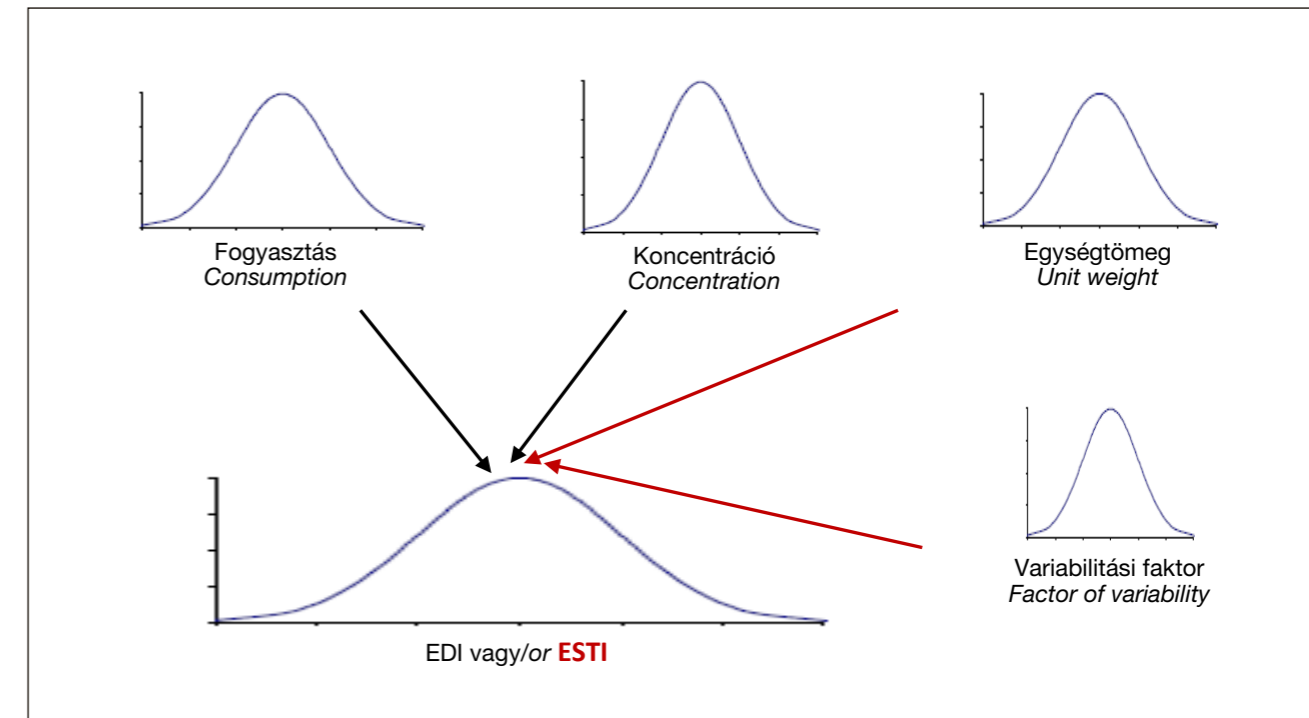 Fogyasztás
Consumption
Koncentráció
Concentration
Egységtömeg
Unit weight
Variabilitási faktor
Factor of variability
EDI vagy/or ESTI